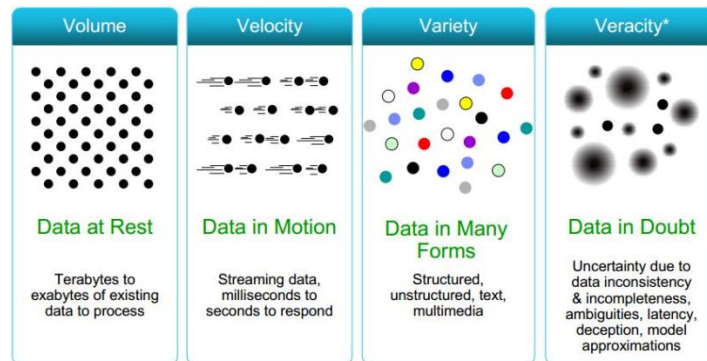 Volume
Data at Rest
Terabytes to
exabytes of existing
data to process
Velocity
Data in Motion
Streaming data,
milliseconds to
seconds to respond
Variety
Data in Many
Forms
Structured,
unstructured, text,
multimedia
Veracity*
Data in Doubt
Uncertainty due to
data inconsistency
& incompleteness,
ambiguities, latency,
deception, model
approximations